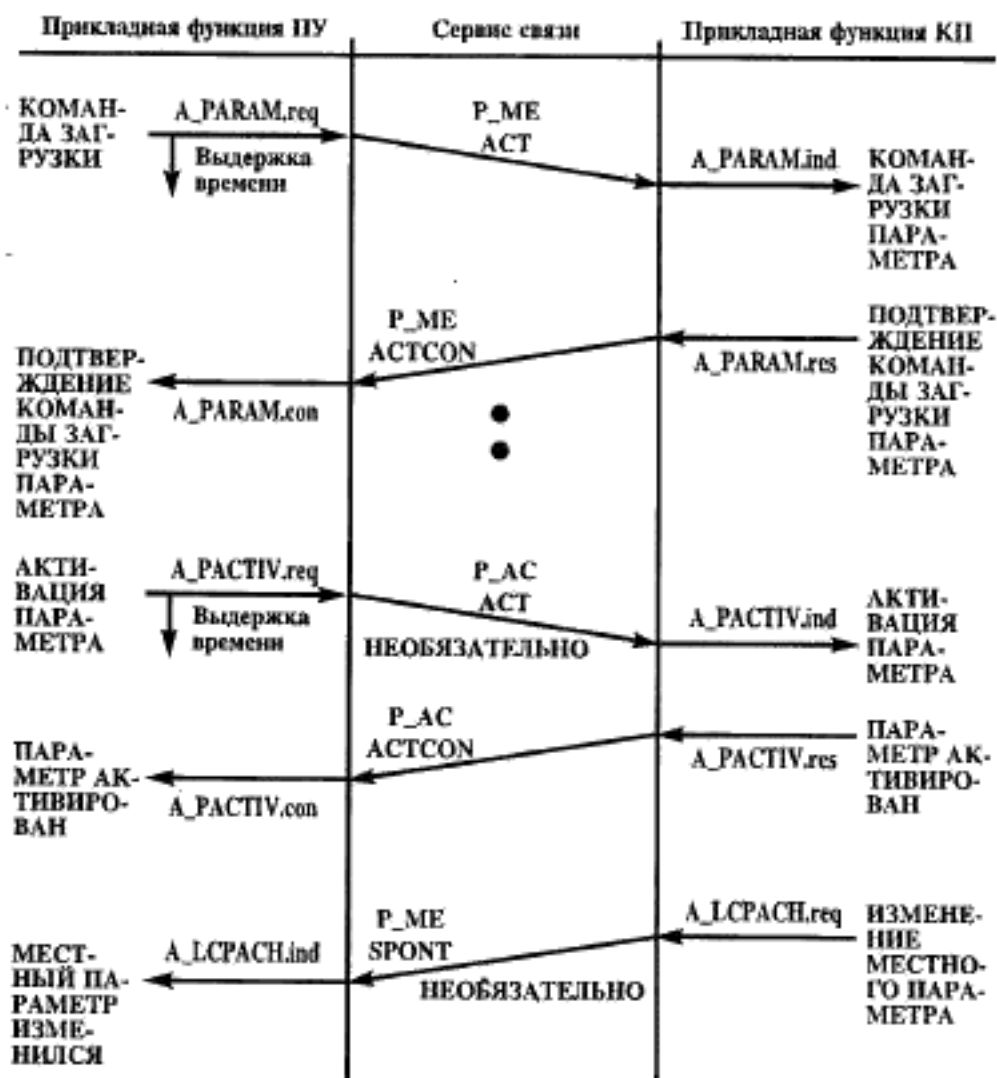 Прикладная функция ПУ
Сервис связи
Прикладная функция КП
КОМАН-
ДА ЗАГ-
РУЗКИ
A_PARAM.req
Выдержка
времени
P_ME
ACT
A_PARAM.ind
КОМАН-
ДА ЗАГ-
РУЗКИ
ПАРА-
МЕТРА
ПОДТВЕР-
ЖДЕНИЕ
КОМАН-
ДЫ ЗАГ-
РУЗКИ
ПАРА-
МЕТРА
A_PARAM.con
P_ME
ACTCON
A_PARAM.res
ПОДТВЕР-
ЖДЕНИЕ
КОМАН-
ДЫ ЗАГ-
РУЗКИ
ПАРА-
МЕТРА
АКТИ-
ВАЦИЯ
ПАРА-
МЕТРА
A_PACTIV.req
Выдержка
времени
P_AC
ACT
НЕОБЯЗАТЕЛЬНО
A_PACTIV.ind
АКТИ-
ВАЦИЯ
ПАРА-
МЕТРА
ПАРА-
МЕТР АК-
ТИВИРО-
ВАН
A_PACTIV.con
P_AC
ACTCON
A_PACTIV.res
ПАРА-
МЕТР АК-
ТИВИРО-
ВАН
МЕСТ-
НЫЙ ПА-
РАМЕТР
ИЗМЕ-
НИЛСЯ
A_LCPACH.ind
P_ME
SPONT
НЕОБЯЗАТЕЛЬНО
A_LCPACH.req
ИЗМЕНЕ-
НИЕ
МЕСТНО-
ГО ПАРА-
МЕТРА